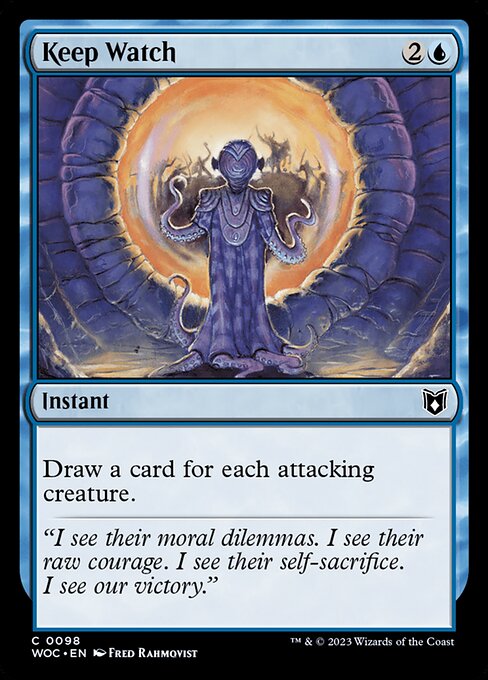 Keep Watch 2
Instant
Draw a card for each attacking
creature.
“I see their moral dilemmas. I see their
raw courage. I see their self-sacrifice.
I see our victory.”
C 0098
WOC • EN Fred Rahmqvist
™ & © 2023 Wizards of the Coast